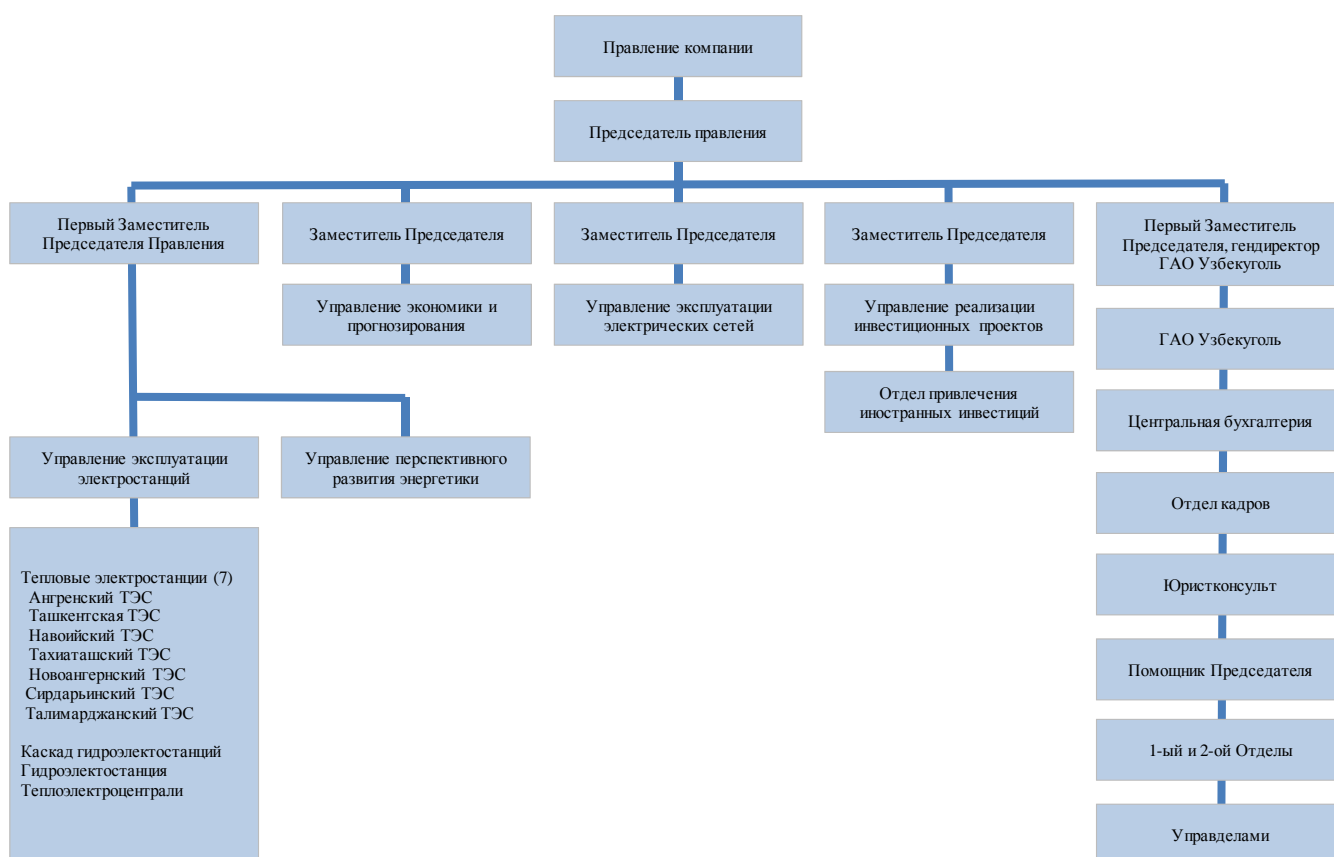 Правление компании
Председатель правления
Первый Заместитель
Председателя Правления
Заместитель Председателя
Заместитель Председателя
Заместитель Председателя
Первый Заместитель
Председателя, гендиректор
ГАО Узбекуголь
Управление экономики и
прогнозирования
Управление эксплуатации
электрических сетей
Управление реализации
инвестиционных проектов
ГАО Узбекуголь
Отдел привлечения
иностранных инвестиций
Центральная бухгалтерия
Управление эксплуатации
электростанций
Управление перспективного
развития энергетики
Отдел кадров
Тепловые электростанции (7)
Ангренский ТЭС
Ташкентская ТЭС
Навоийский ТЭС
Тахиаташский ТЭС
Новоангернский ТЭС
Сирдарьинский ТЭС
Талимарджанский ТЭС
Каскад гидроэлектостанций
Гидроэлектостанция
Теплоэлектроцентрали
Юристконсульт
Помощник Председателя
1-ый и 2-ой Отделы
Управделами